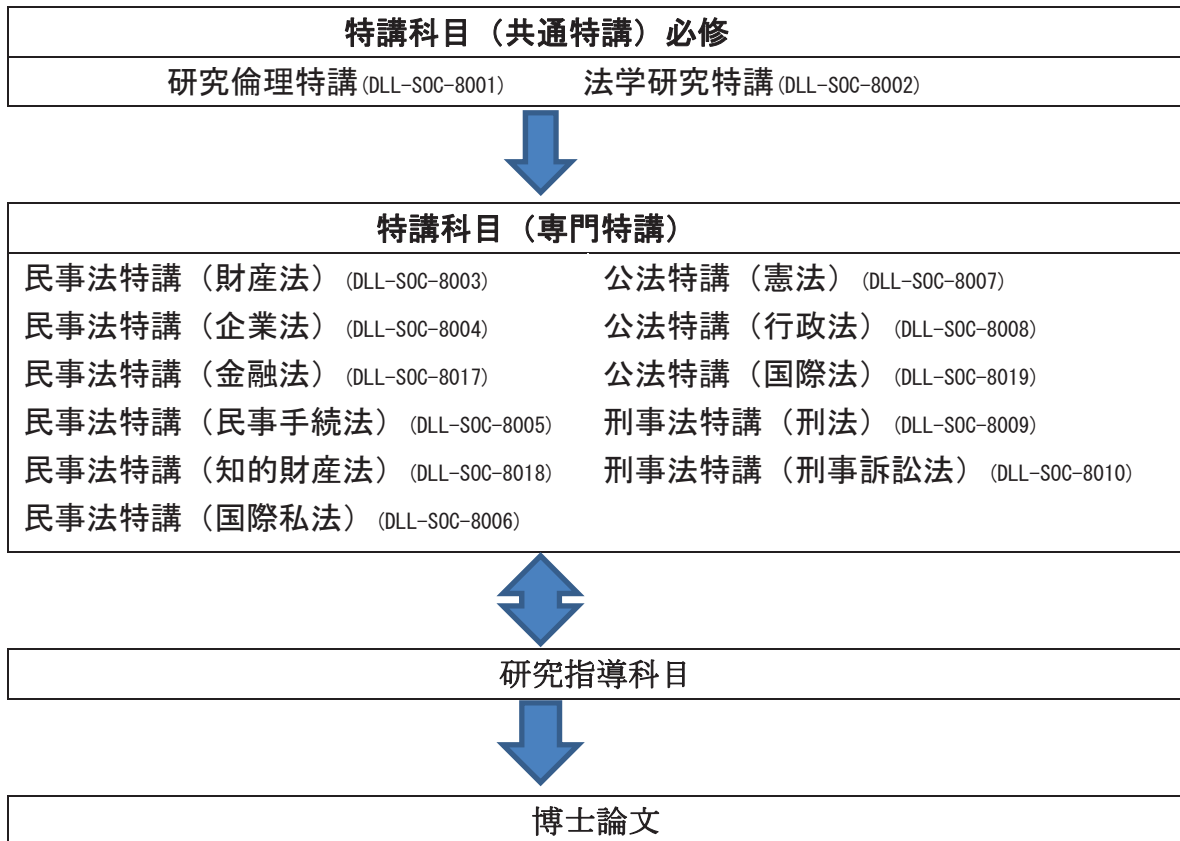 特講科目（共通特講）必修
研究倫理特講(DLL-SOC-8001) 法学研究特講(DLL-SOC-8002)
特講科目（専門特講）
民事法特講（財産法）(DLL-SOC-8003) 公法特講（憲法）(DLL-SOC-8007)
民事法特講（企業法）(DLL-SOC-8004) 公法特講（行政法）(DLL-SOC-8008)
民事法特講（金融法）(DLL-SOC-8017) 公法特講（国際法）(DLL-SOC-8019)
民事法特講（民事手続法）(DLL-SOC-8005) 刑事法特講（刑法）(DLL-SOC-8009)
民事法特講（知的財産法）(DLL-SOC-8018) 刑事法特講（刑事訴訟法）(DLL-SOC-8010)
民事法特講（国際私法）(DLL-SOC-8006)
研究指導科目
博士論文